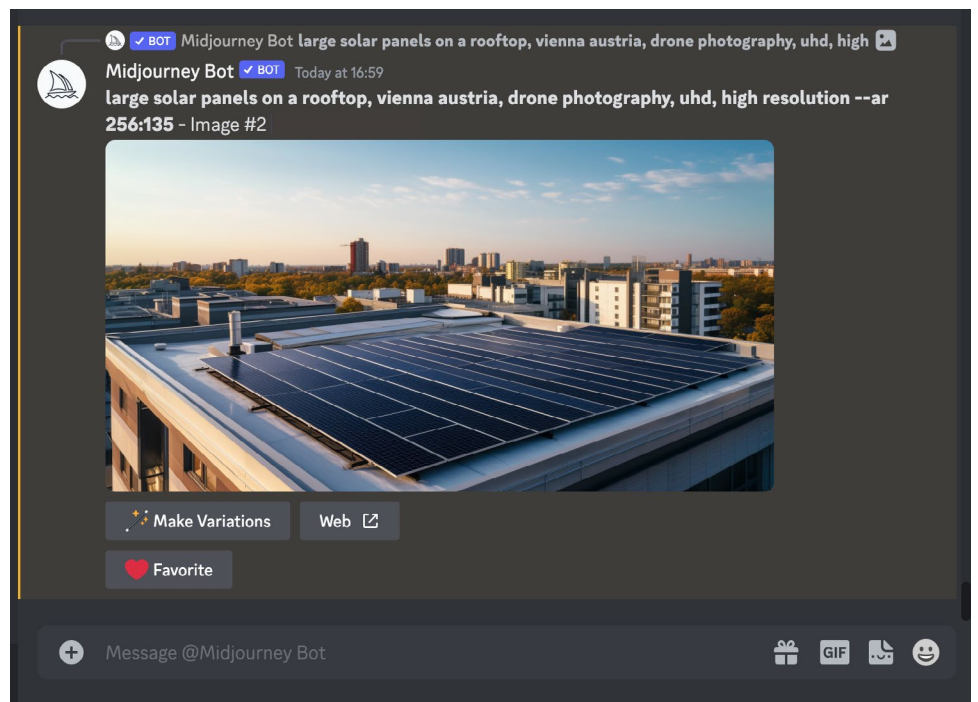 BOT Midjourney Bot large solar panels on a rooftop, vienna austria, drone photography, uhd, high
Midjourney Bot BOT Today at 16:59
large solar panels on a rooftop, vienna austria, drone photography, uhd, high resolution --ar
256:135 - Image #2
Make Variations Web
Favorite
Message @Midjourney Bot GIF